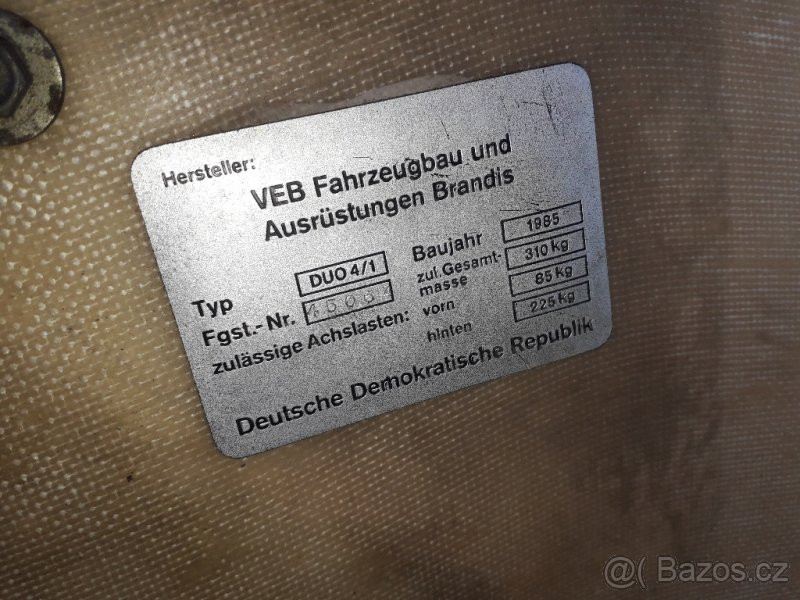 Hersteller:
VEB Fahrzeugbau und
Ausrüstungen Brandis
Typ DUO 4/1
Fgst.-Nr.
zulässige Achslasten:
Baujahr 1985
zul. Gesamt-
masse 310 kg
vorn 85 kg
hinten 225 kg
Deutsche Demokratische Republik
@( Bazos.cz